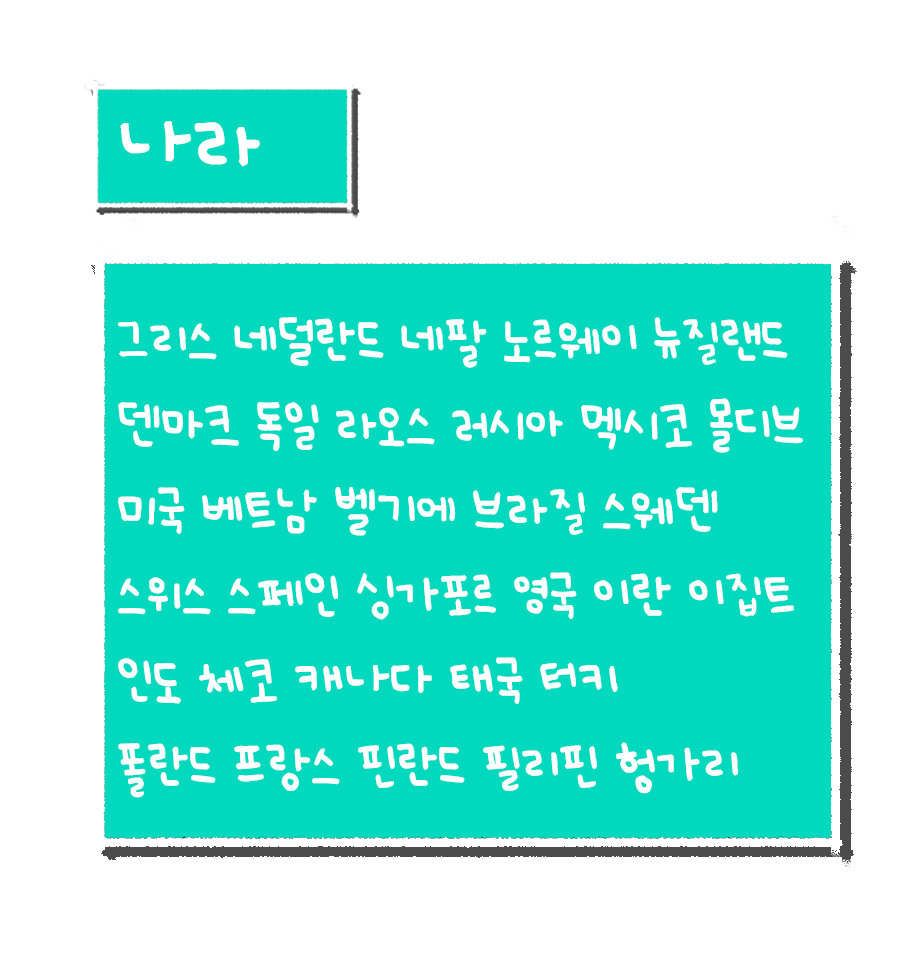 나라
그리스 네덜란드 네팔 노르웨이 뉴질랜드
덴마크 독일 라오스 러시아 멕시코 몰디브
미국 베트남 벨기에 브라질 스웨덴
스위스 스페인 싱가포르 영국 이란 이집트
인도 체코 캐나다 태국 터키
폴란드 프랑스 핀란드 필리핀 헝가리